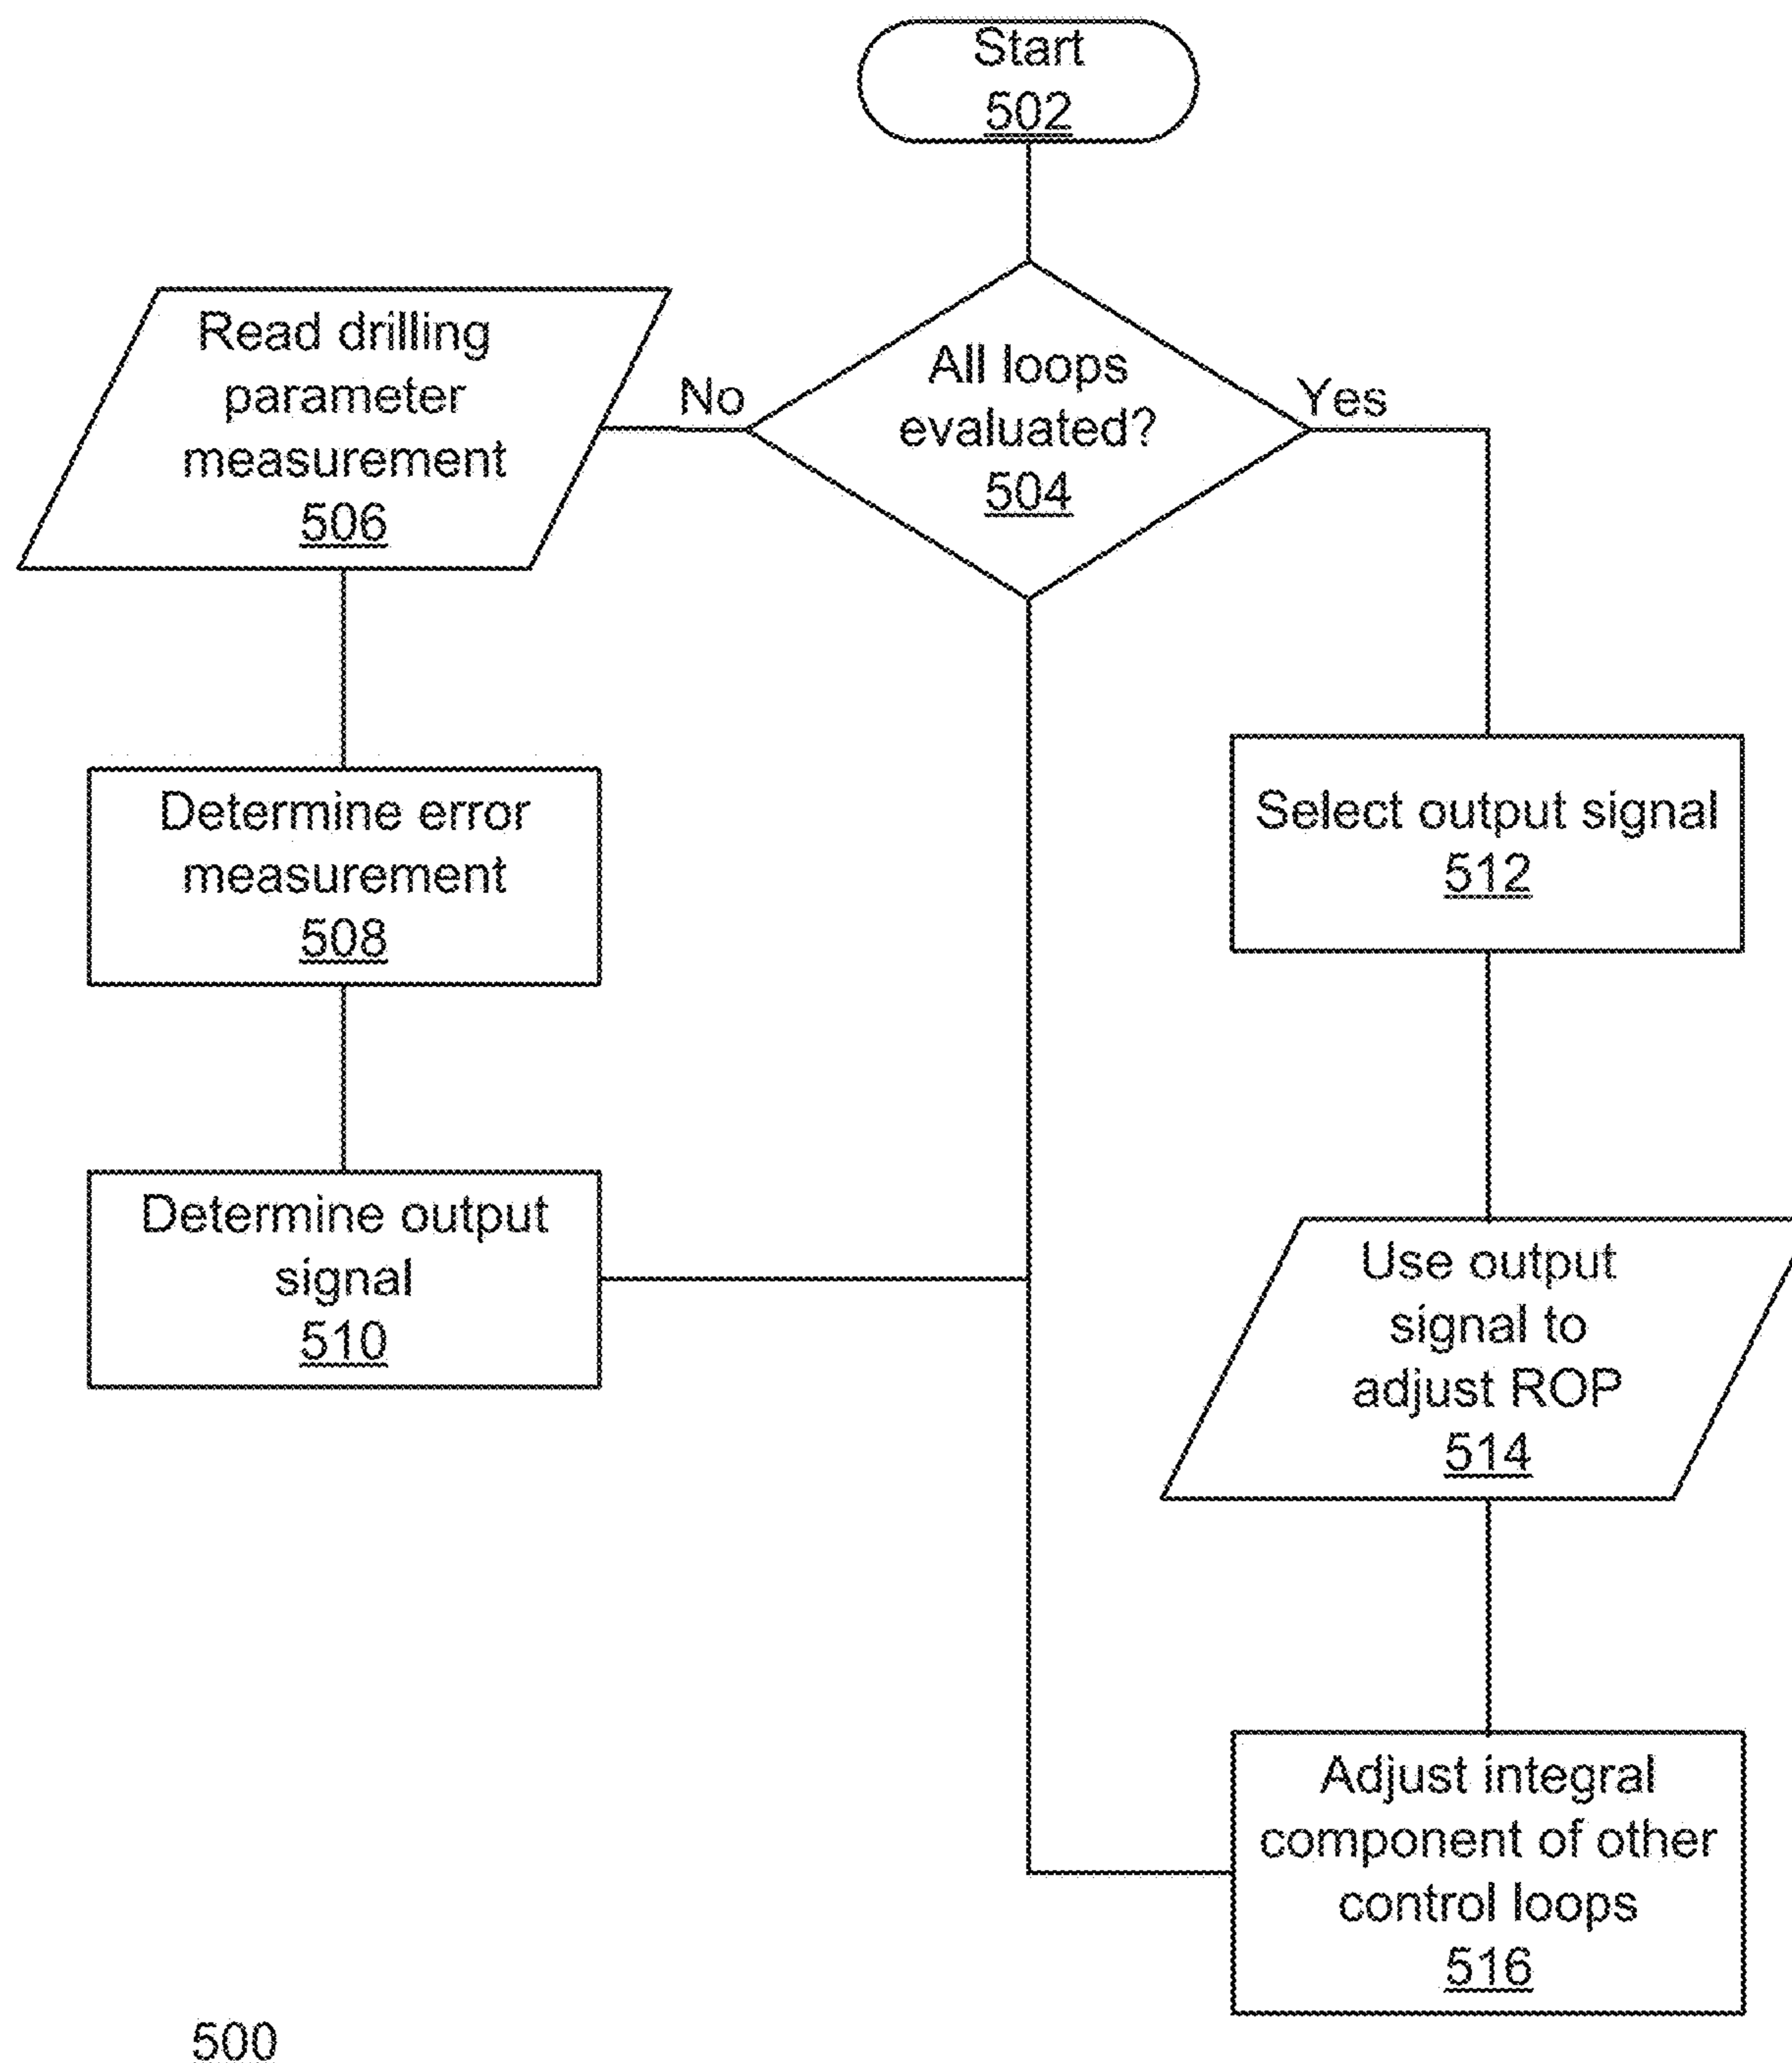 Start
502
All loops
evaluated?
504
No
Yes
Read drilling
parameter
measurement
506
Determine error
measurement
508
Determine output
signal
510
Select output signal
512
Use output
signal to
adjust ROP
514
Adjust integral
component of other
control loops
516
500